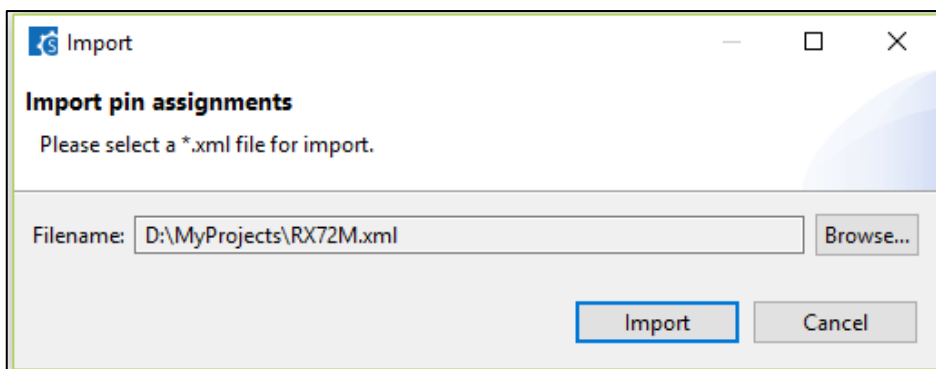 Import
Import pin assignments
Please select a *.xml file for import.
Filename: D:\MyProjects\RX72M.xml Browse...
Import Cancel